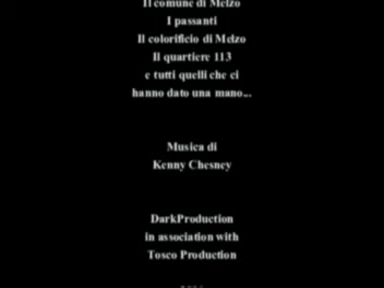 Il comune di Melzo
I passanti
Il colorificio di Melzo
Il quartiere 113
e tutti quelli che ci
hanno dato una mano...
Musica di
Kenny Chesney
DarkProduction
in association with
Tosco Production